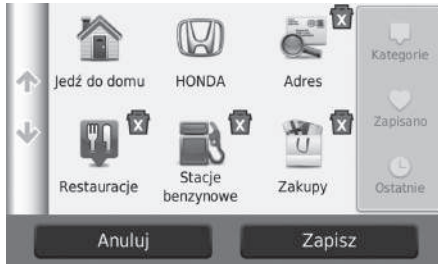 Jedź do domu
HONDA
Adres
Kategorie
Zapisano
Restauracje
Stacje
benzynowe
Zakupy
Ostatnie
Anuluj
Zapisz